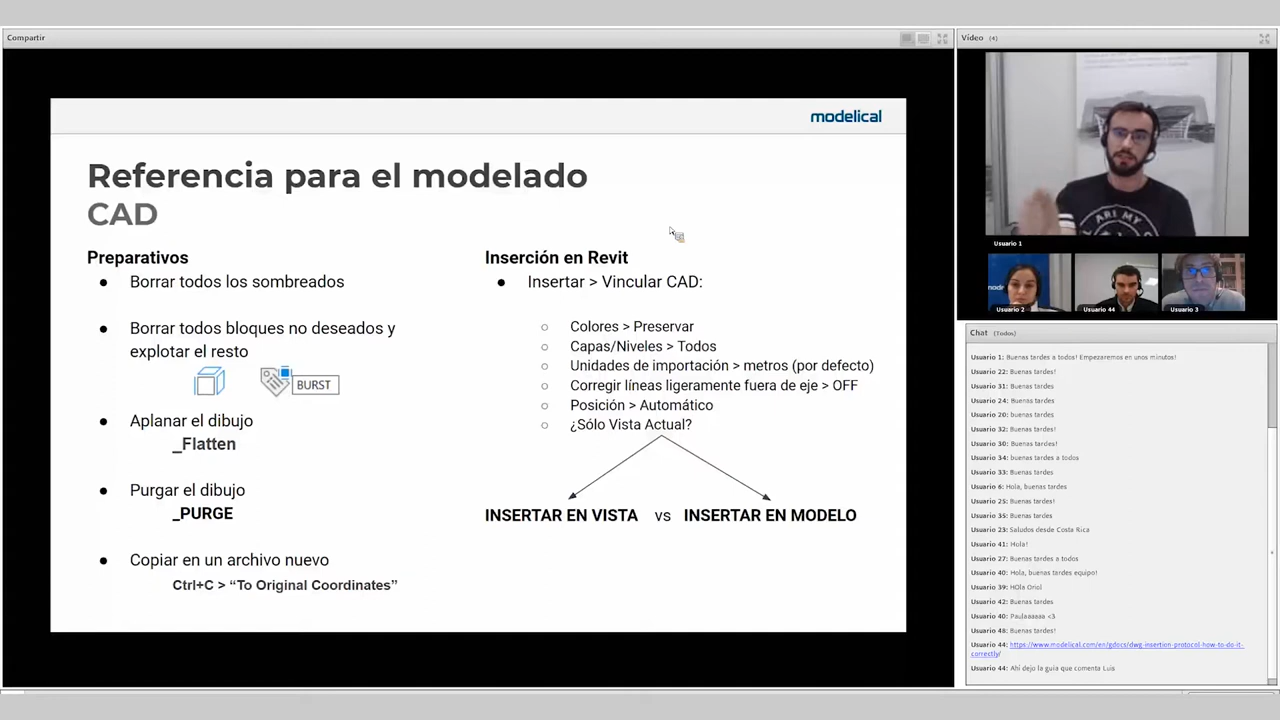 Compartir
modelical
Referencia para el modelado
CAD
Preparativos
● Borrar todos los sombreados
● Borrar todos bloques no deseados y
explotar el resto
BURST
● Aplanar el dibujo
_Flatten
● Purgar el dibujo
_PURGE
● Copiar en un archivo nuevo
Ctrl+C > “To Original Coordinates”
Inserción en Revit
● Insertar > Vincular CAD:
○ Colores > Preservar
○ Capas/Niveles > Todos
○ Unidades de importación > metros (por defecto)
○ Corregir líneas ligeramente fuera de eje > OFF
○ Posición > Automático
○ ¿Sólo Vista Actual?
INSERTAR EN VISTA vs INSERTAR EN MODELO
Vídeo (4)
ARE MY
Usuario 1
Usuario 2
Usuario 44
Usuario 3
Chat (Todos)
Usuario 1: Buenas tardes a todos! Empezaremos en unos minutos!
Usuario 22: Buenas tardes!
Usuario 31: Buenas tardes
Usuario 24: Buenas tardes
Usuario 20: buenas tardes
Usuario 32: Buenas tardes!
Usuario 30: Buenas tardes!
Usuario 34: buenas tardes a todos
Usuario 33: Buenas tardes
Usuario 6: Hola, buenas tardes
Usuario 25: Buenas tardes!
Usuario 35: Buenas tardes
Usuario 23: Saludos desde Costa Rica
Usuario 41: Hola!
Usuario 27: Buenas tardes a todos
Usuario 40: Hola, buenas tardes equipo!
Usuario 39: HOla Oriol
Usuario 42: Buenas tardes
Usuario 40: Paulaaaaa <3
Usuario 48: Buenas tardes!
Usuario 44: https://www.modelical.com/en/gdocs/dwg-insertion-protocol-how-to-do-it-
correctly/
Usuario 44: Ahí dejo la guia que comenta Luis